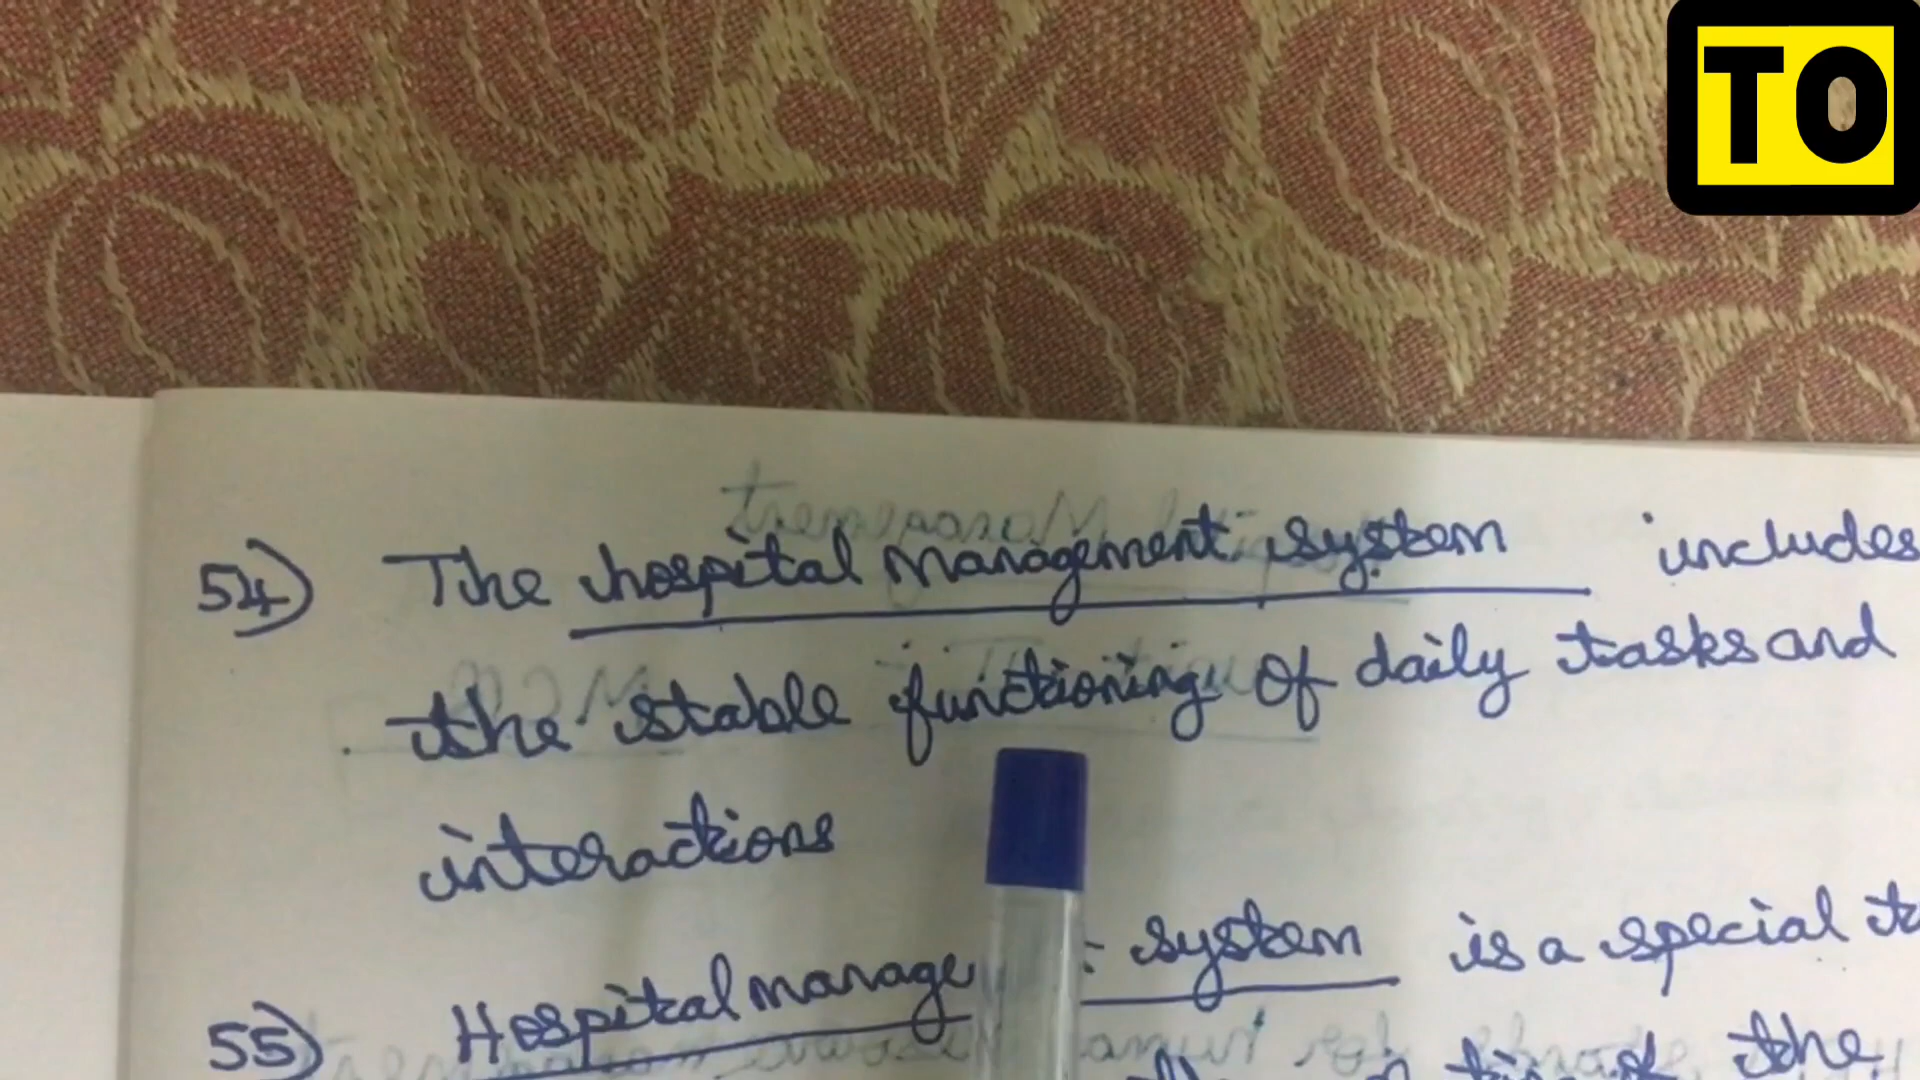 TO
54) The hospital management system includes
the stable functioning of daily tasks and
interactions
55) Hospital manage system is a special
the